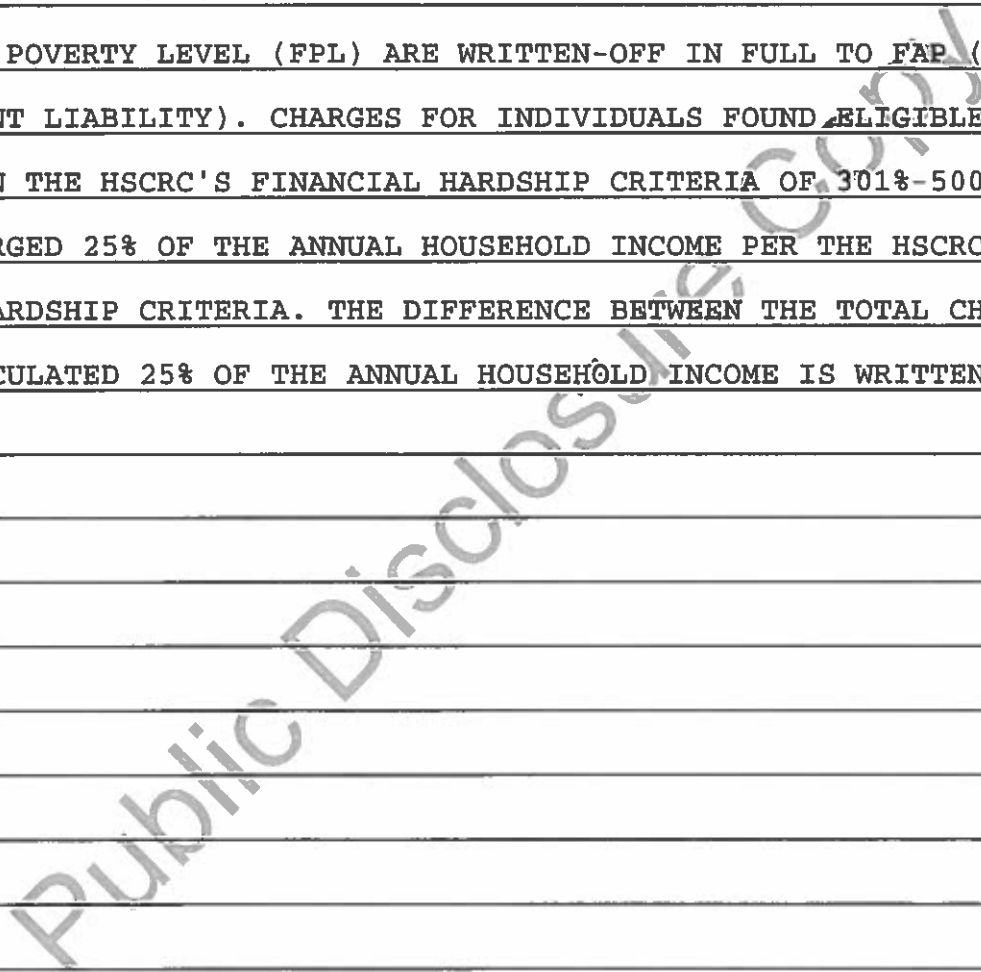 POVERTY LEVEL (FPL) ARE WRITTEN-OFF IN FULL TO FAP (
NT LIABILITY). CHARGES FOR INDIVIDUALS FOUND ELIGIBLE
N THE HSCRC'S FINANCIAL HARDSHIP CRITERIA OF 301%-500
RGED 25% OF THE ANNUAL HOUSEHOLD INCOME PER THE HSCRC
ARDSHIP CRITERIA. THE DIFFERENCE BETWEEN THE TOTAL CH
CULATED 25% OF THE ANNUAL HOUSEHOLD INCOME IS WRITTEN
Public Disclosure Copy